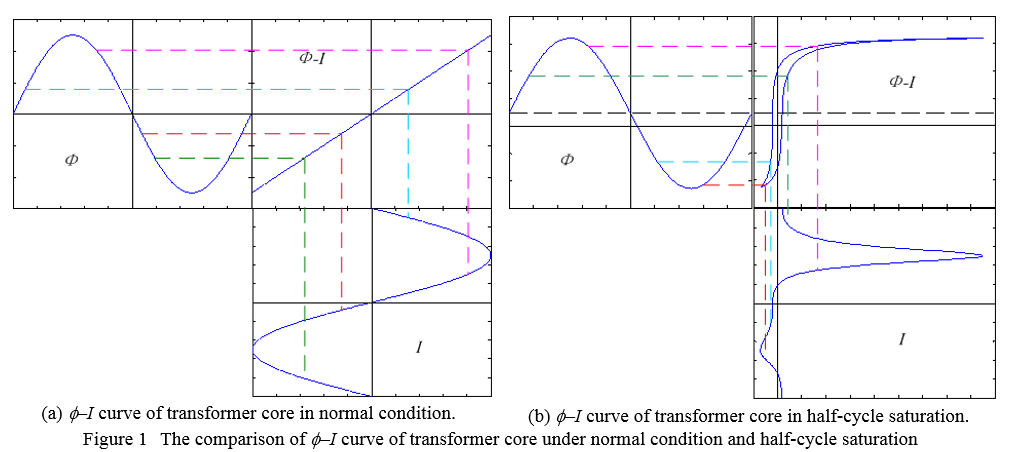 Φ-I
Φ
I
Φ-I
Φ
I
(a) ϕ–I curve of transformer core in normal condition.
(b) ϕ–I curve of transformer core in half-cycle saturation.
Figure 1 The comparison of ϕ–I curve of transformer core under normal condition and half-cycle saturation